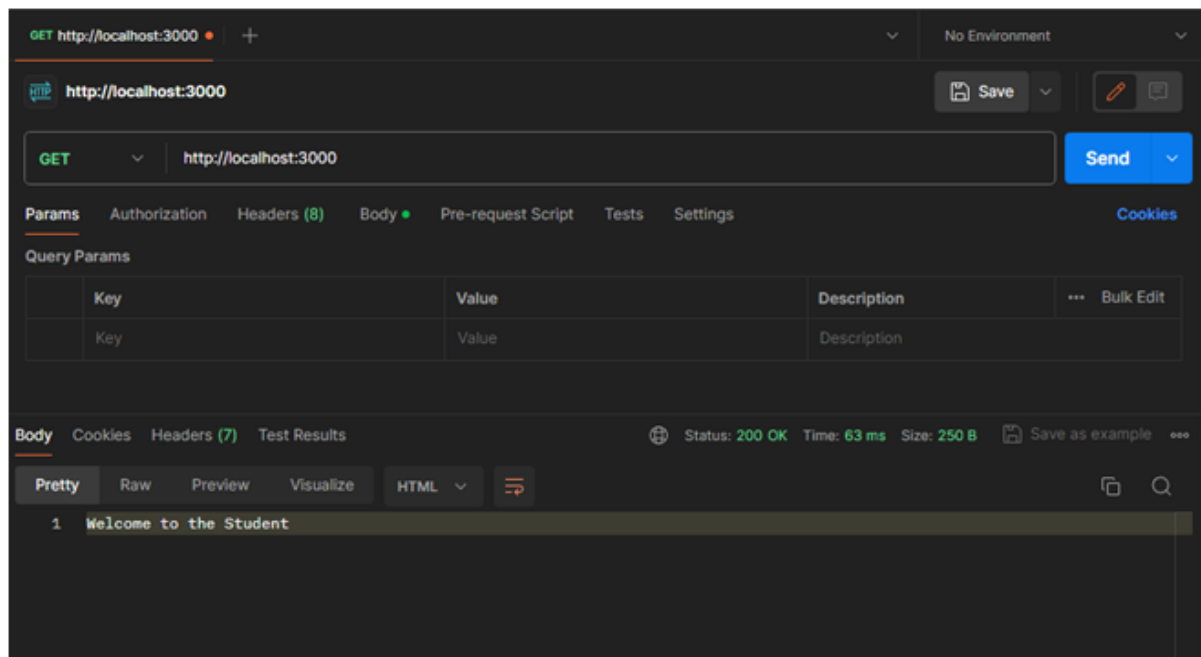 GET http://localhost:3000 No Environment
HTTP http://localhost:3000 Save
GET http://localhost:3000 Send
Params Authorization Headers (8) Body Pre-request Script Tests Settings Cookies
Query Params
Key Value Description Bulk Edit
Key Value Description
Body Cookies Headers (7) Test Results Status: 200 OK Time: 63 ms Size: 250 B Save as example
Pretty Raw Preview Visualize HTML
1 Welcome to the Student